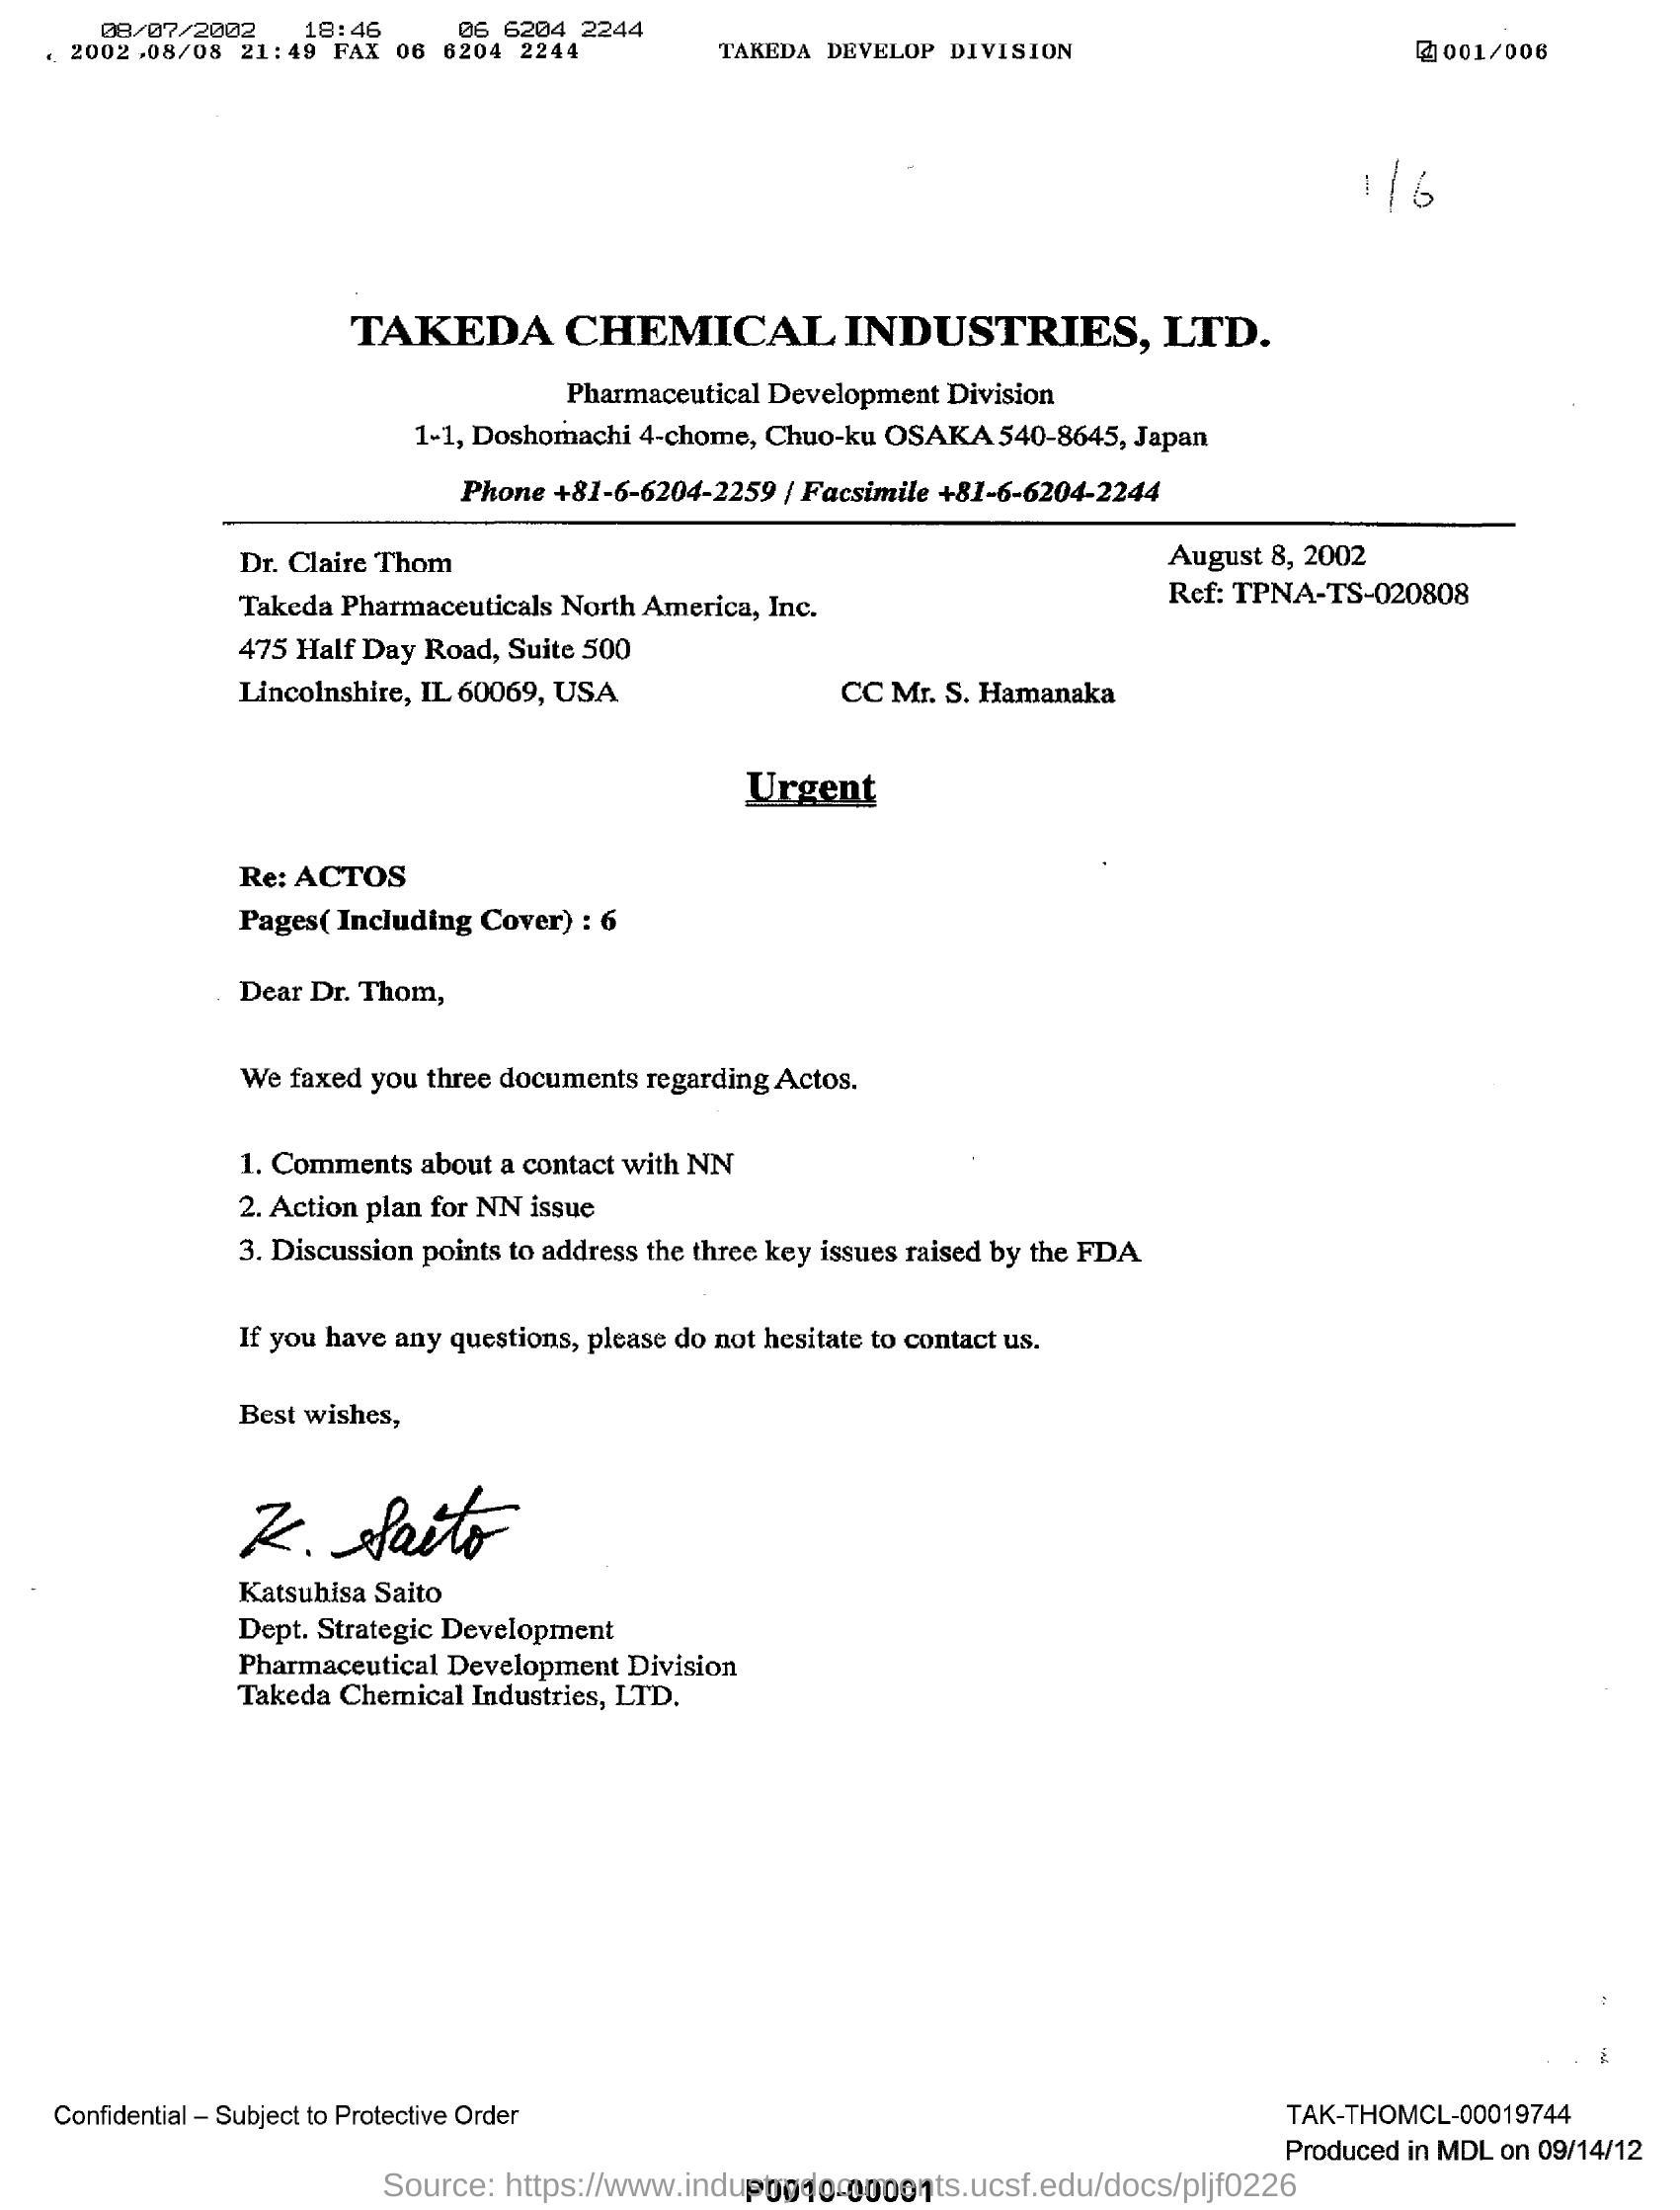 08/07/2002 18:46 06 6204 2244
2002.08/08 21:49 FAX 06 6204 2244 TAKEDA DEVELOP DIVISION 001/006
1/6
TAKEDA CHEMICAL INDUSTRIES, LTD.
Pharmaceutical Development Division
1-1, Doshomachi 4-chome, Chuo-ku OSAKA 540-8645, Japan
Phone +81-6-6204-2259 / Facsimile +81-6-6204-2244
Dr. Claire Thom
August 8, 2002
Takeda Pharmaceuticals North America, Inc.
Ref: TPNA-TS-020808
475 Half Day Road, Suite 500
Lincolnshire, IL 60069, USA CC Mr. S. Hamanaka
Urgent
Re: ACTOS
Pages( Including Cover) : 6
Dear Dr. Thom,
We faxed you three documents regarding Actos.
1. Comments about a contact with NN
2. Action plan for NN issue
3. Discussion points to address the three key issues raised by the FDA
If you have any questions, please do not hesitate to contact us.
Best wishes,
K. Saito
Katsuhisa Saito
Dept. Strategic Development
Pharmaceutical Development Division
Takeda Chemical Industries, LTD.
Confidential – Subject to Protective Order
TAK-THOMCL-00019744
Produced in MDL on 09/14/12
Source: https://www.industrydocuments.ucsf.edu/docs/pljf0226
P0010-00001